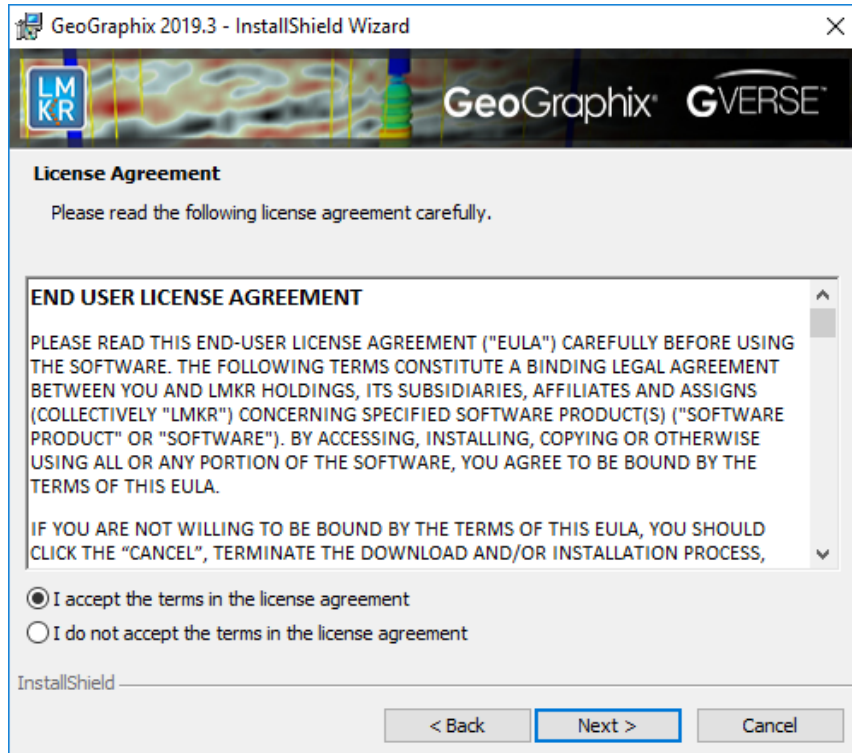 GeoGraphix 2019.3 - InstallShield Wizard
LM
KR
GeoGraphix® GVERSE™
License Agreement
Please read the following license agreement carefully.
END USER LICENSE AGREEMENT
PLEASE READ THIS END-USER LICENSE AGREEMENT ("EULA") CAREFULLY BEFORE USING
THE SOFTWARE. THE FOLLOWING TERMS CONSTITUTE A BINDING LEGAL AGREEMENT
BETWEEN YOU AND LMKR HOLDINGS, ITS SUBSIDIARIES, AFFILIATES AND ASSIGNS
(COLLECTIVELY "LMKR") CONCERNING SPECIFIED SOFTWARE PRODUCT(S) ("SOFTWARE
PRODUCT" OR "SOFTWARE"). BY ACCESSING, INSTALLING, COPYING OR OTHERWISE
USING ALL OR ANY PORTION OF THE SOFTWARE, YOU AGREE TO BE BOUND BY THE
TERMS OF THIS EULA.
IF YOU ARE NOT WILLING TO BE BOUND BY THE TERMS OF THIS EULA, YOU SHOULD
CLICK THE “CANCEL”, TERMINATE THE DOWNLOAD AND/OR INSTALLATION PROCESS,
I accept the terms in the license agreement
I do not accept the terms in the license agreement
InstallShield
< Back Next > Cancel